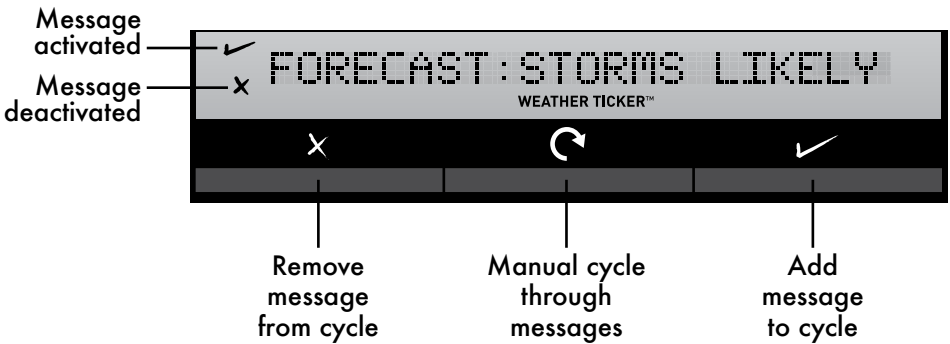 Message
activated
Message
deactivated
FORECAST:STORMS LIKELY
WEATHER TICKER™
Remove
message
from cycle
Manual cycle
through
messages
Add
message
to cycle